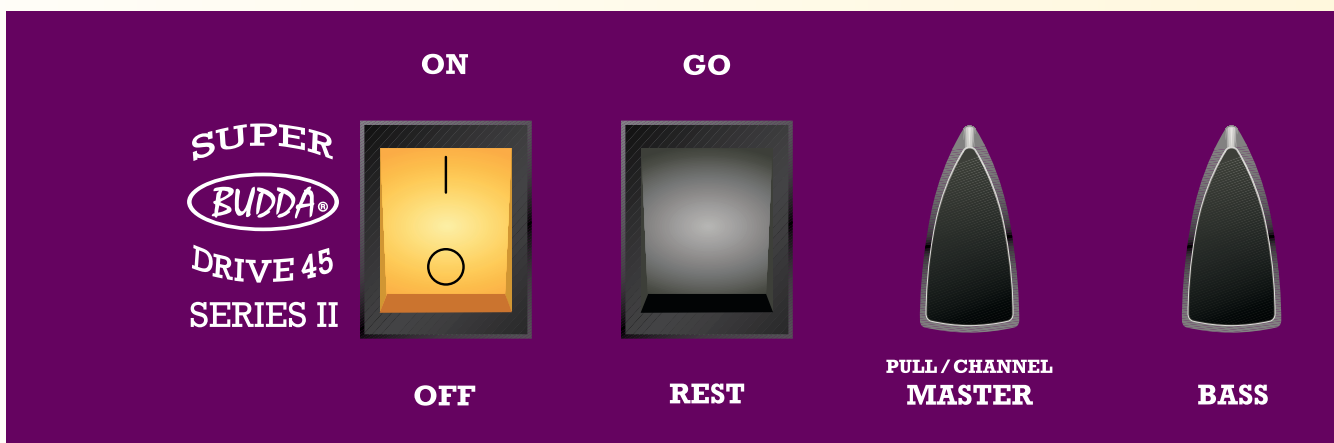 ON
GO
SUPER
BUDDA®
DRIVE 45
SERIES II
OFF
REST
PULL / CHANNEL
MASTER
BASS